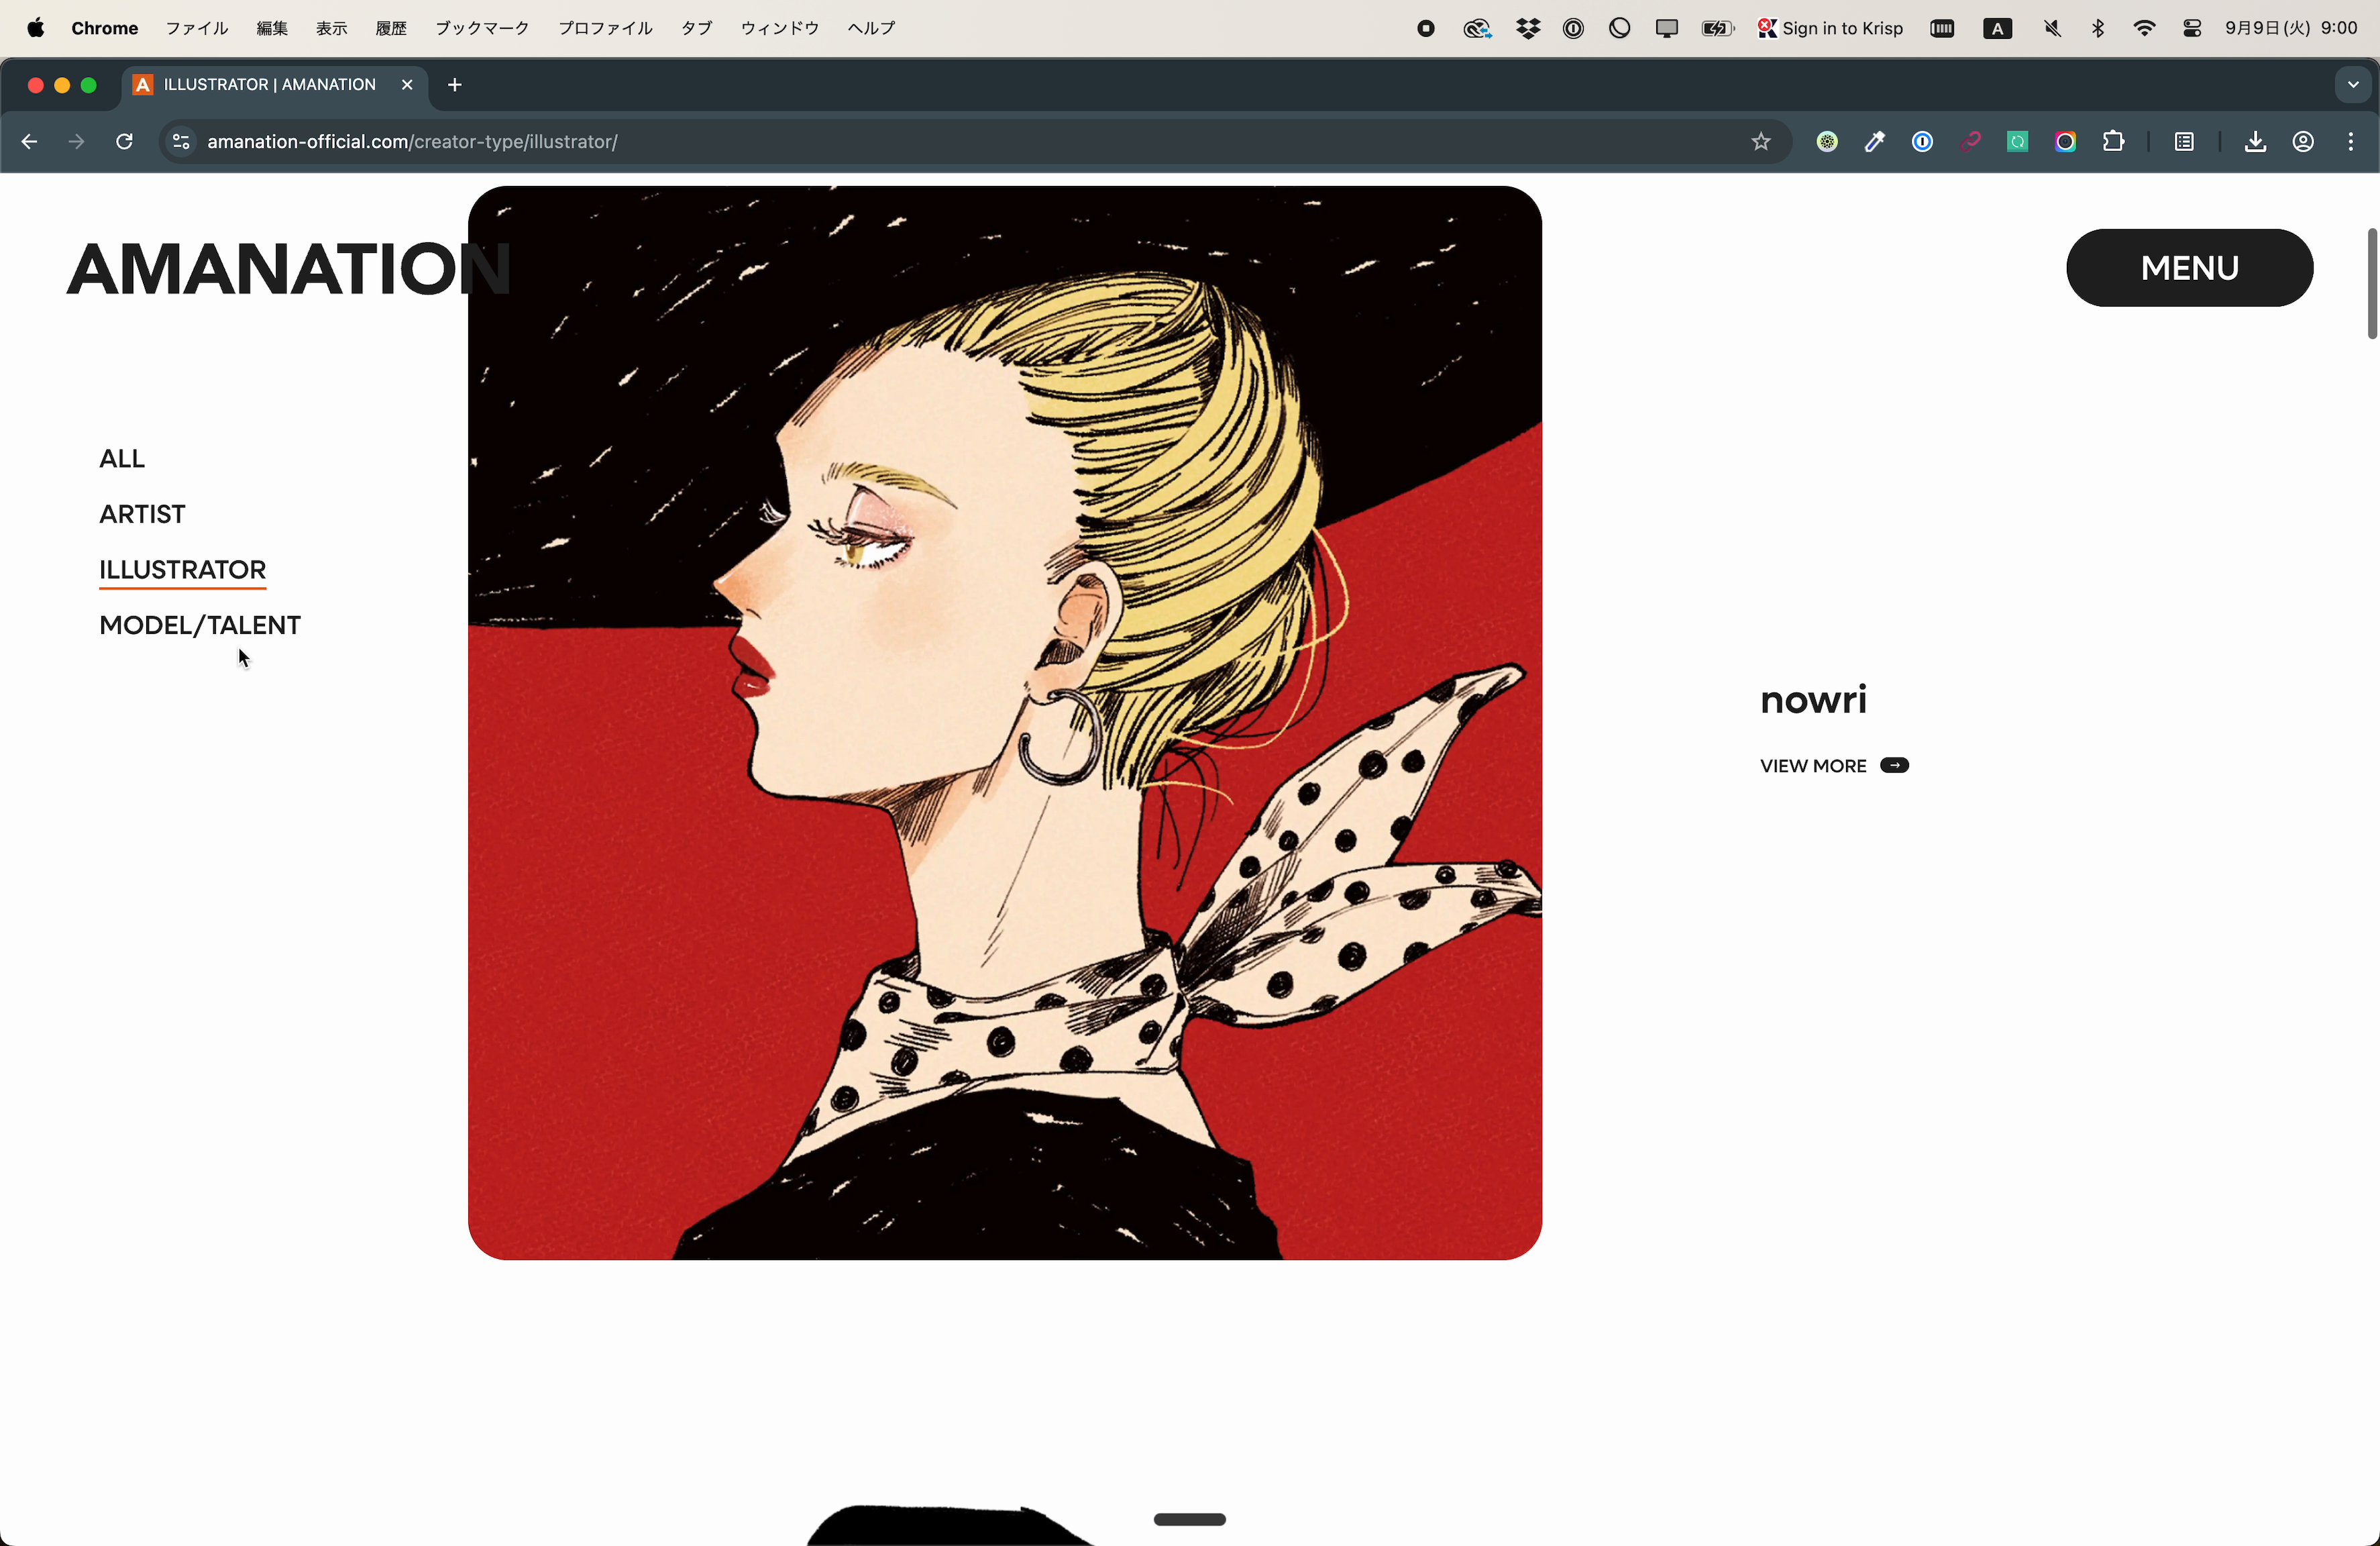 Chrome ファイル 編集 表示 履歴 ブックマーク プロファイル タブ ウィンドウ ヘルプ Sign in to Krisp A 9月9日(火) 9:00
A ILLUSTRATOR | AMANATION
amanation-official.com/creator-type/illustrator/
AMANATION
MENU
ALL
ARTIST
ILLUSTRATOR
MODEL/TALENT
nowri
VIEW MORE